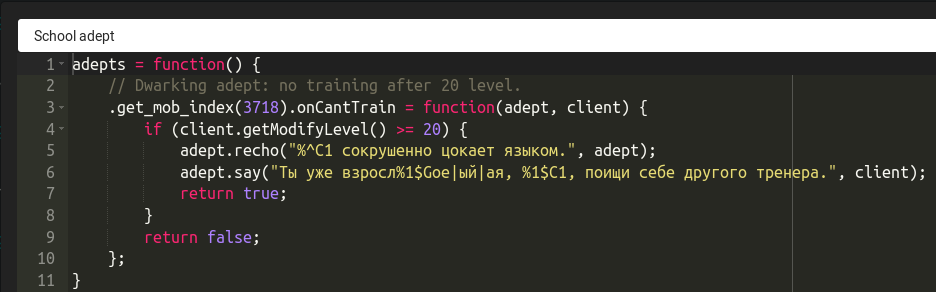 School adept
1 adepts = function() {
2 // Dwarking adept: no training after 20 level.
3 .get_mob_index(3718).onCantTrain = function(adept, client) {
4 if (client.getModifyLevel() >= 20) {
5 adept.recho("%^C1 сокрушенно цокает языком.", adept);
6 adept.say("Ты уже взросл%1$Gое|ый|ая, %1$C1, поищи себе другого тренера.", client);
7 return true;
8 }
9 return false;
10 };
11 }